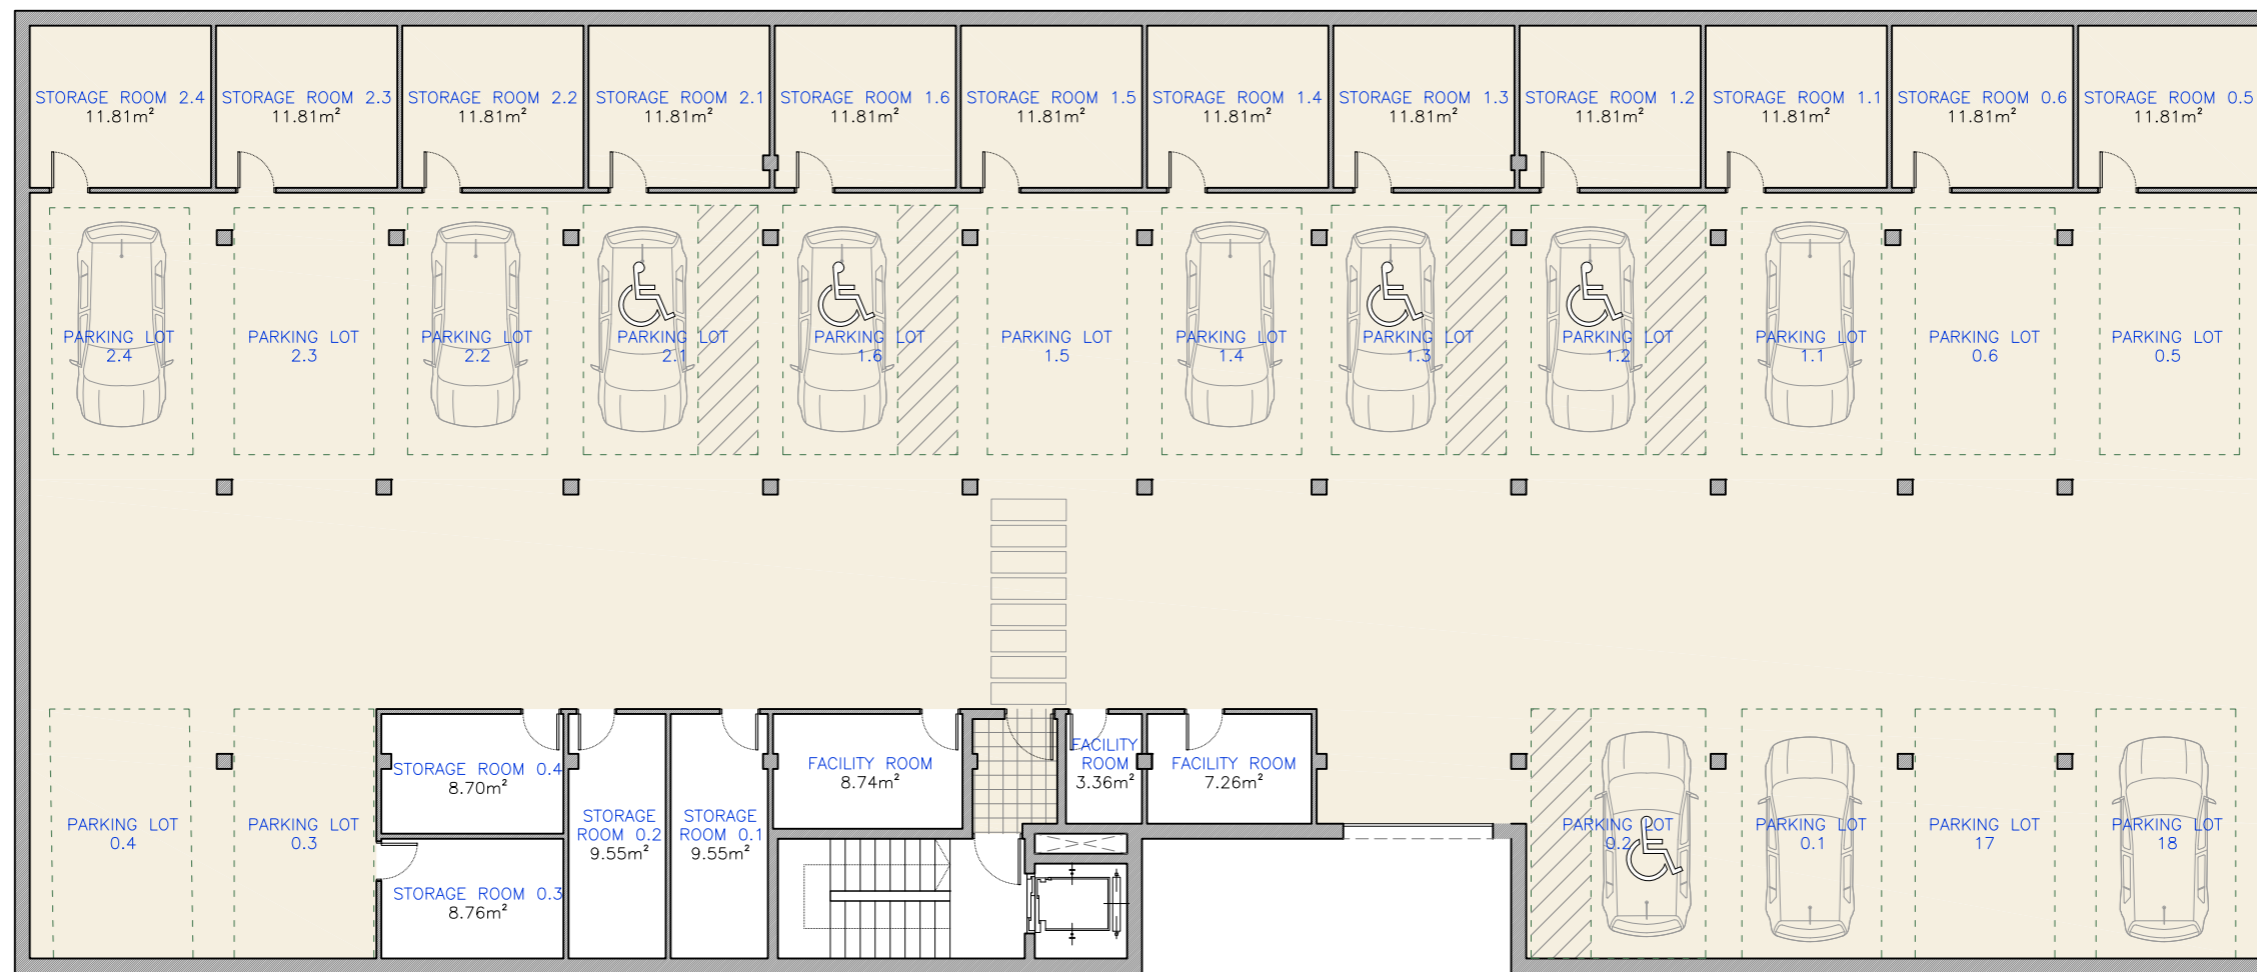 STORAGE ROOM 2.4
11.81m²
STORAGE ROOM 2.3
11.81m²
STORAGE ROOM 2.2
11.81m²
STORAGE ROOM 2.1
11.81m²
STORAGE ROOM 1.6
11.81m²
STORAGE ROOM 1.5
11.81m²
STORAGE ROOM 1.4
11.81m²
STORAGE ROOM 1.3
11.81m²
STORAGE ROOM 1.2
11.81m²
STORAGE ROOM 1.1
11.81m²
STORAGE ROOM 0.6
11.81m²
STORAGE ROOM 0.5
11.81m²
PARKING LOT
2.4
PARKING LOT
2.3
PARKING LOT
2.2
PARKING LOT
2.1
PARKING LOT
1.6
PARKING LOT
1.5
PARKING LOT
1.4
PARKING LOT
1.3
PARKING LOT
1.2
PARKING LOT
1.1
PARKING LOT
0.6
PARKING LOT
0.5
PARKING LOT
0.4
PARKING LOT
0.3
STORAGE ROOM 0.4
8.70m²
STORAGE ROOM 0.3
8.76m²
STORAGE
ROOM 0.2
9.55m²
STORAGE
ROOM 0.1
9.55m²
FACILITY ROOM
8.74m²
FACILITY
ROOM
3.36m²
FACILITY ROOM
7.26m²
PARKING LOT
0.2
PARKING LOT
0.1
PARKING LOT
17
PARKING LOT
18